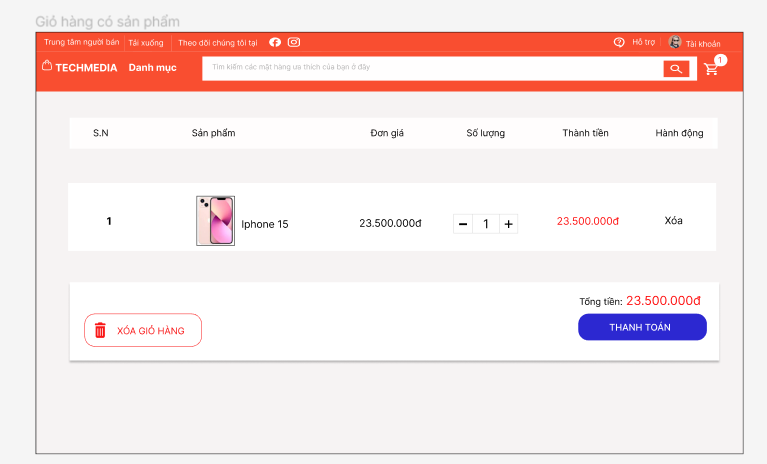 Giỏ hàng có sản phẩm
Trung tâm người bán Tải xuống Theo dõi chúng tôi tại Hỗ trợ Tài khoản
TECHMEDIA Danh mục Tìm kiếm các mặt hàng ưa thích của bạn ở đây 1
S.N Sản phẩm Đơn giá Số lượng Thành tiền Hành động
1 Iphone 15 23.500.000đ − 1 + 23.500.000đ Xóa
Tổng tiền: 23.500.000đ
XÓA GIỎ HÀNG THANH TOÁN